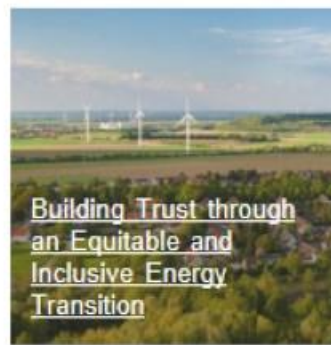 Building Trust through
an Equitable and
Inclusive Energy
Transition